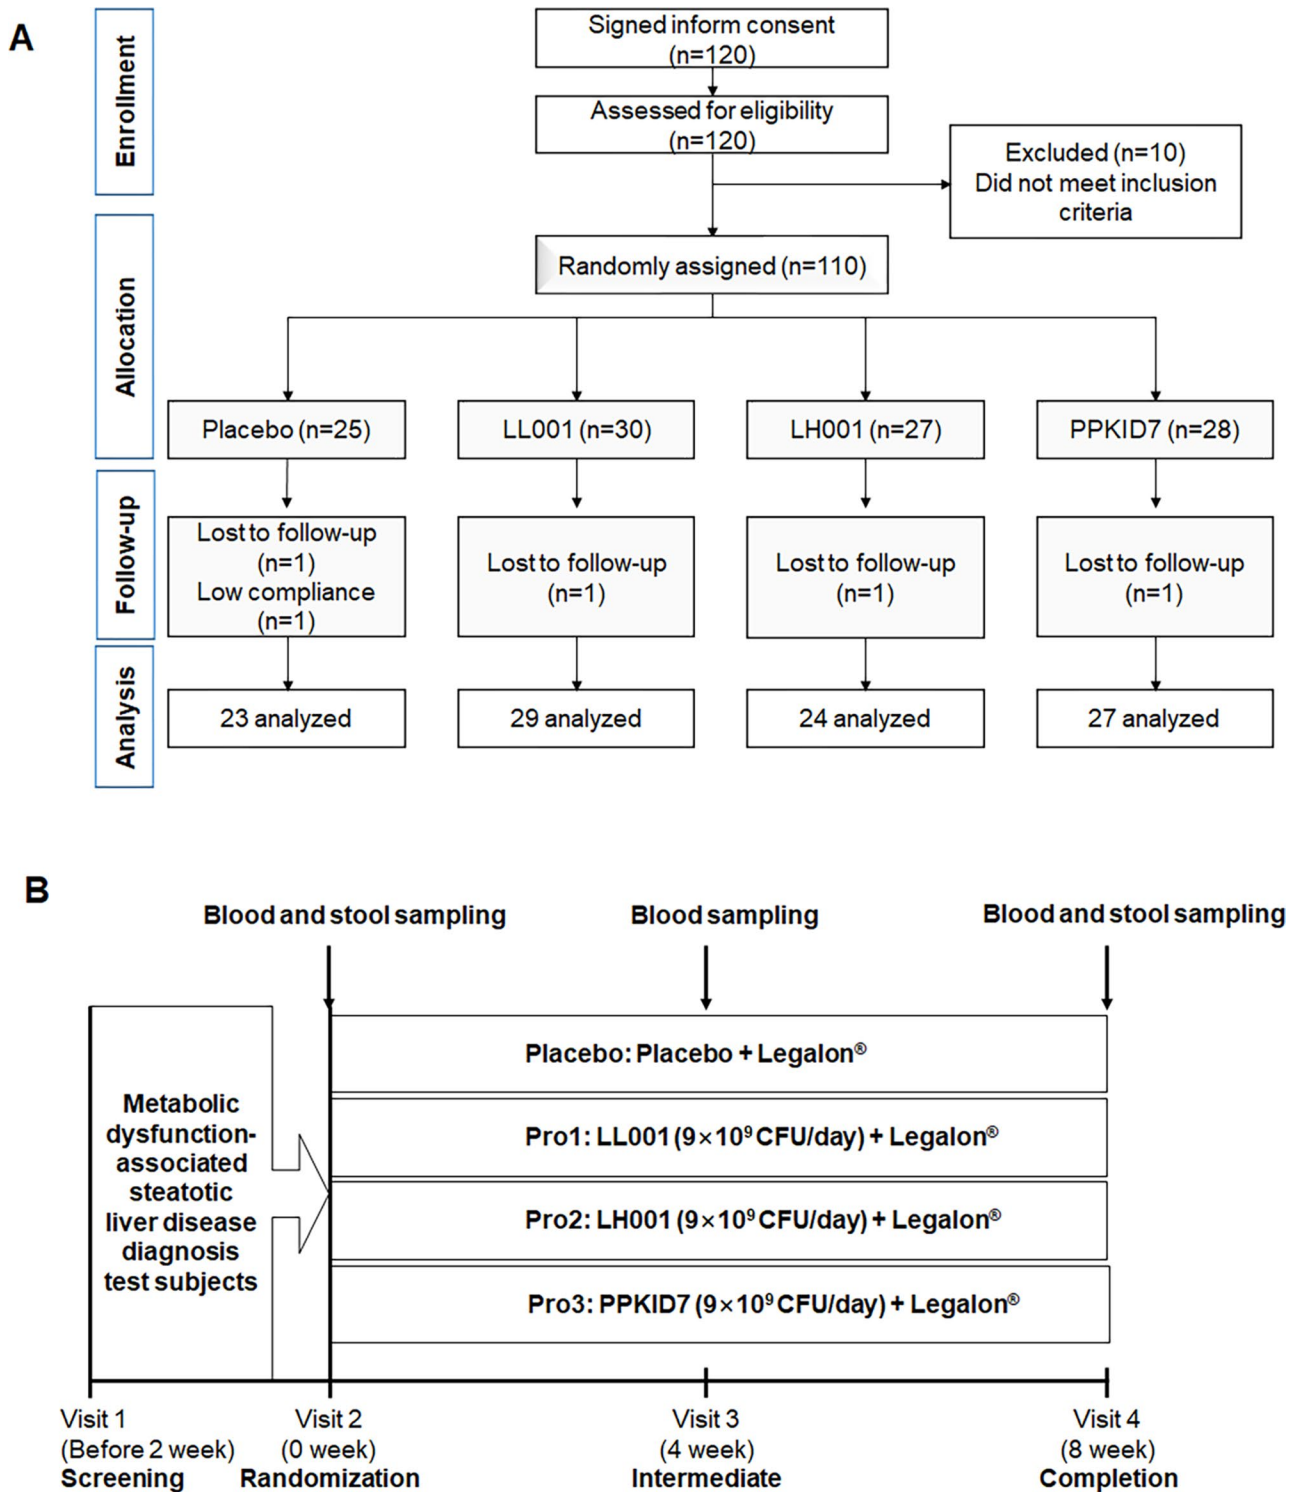 A
Enrollment
Signed inform consent
(n=120)
Assessed for eligibility
(n=120)
Excluded (n=10)
Did not meet inclusion
criteria
Allocation
Randomly assigned (n=110)
Placebo (n=25)
LL001 (n=30)
LH001 (n=27)
PPKID7 (n=28)
Follow-up
Lost to follow-up
(n=1)
Low compliance
(n=1)
Lost to follow-up
(n=1)
Lost to follow-up
(n=1)
Lost to follow-up
(n=1)
Analysis
23 analyzed
29 analyzed
24 analyzed
27 analyzed
B
Blood and stool sampling
Blood sampling
Blood and stool sampling
Metabolic
dysfunction-
associated
steatotic
liver disease
diagnosis
test subjects
Placebo: Placebo + Legalon®
Pro1: LL001 (9×10⁹ CFU/day) + Legalon®
Pro2: LH001 (9×10⁹ CFU/day) + Legalon®
Pro3: PPKID7 (9×10⁹ CFU/day) + Legalon®
Visit 1
(Before 2 week)
Screening
Visit 2
(0 week)
Randomization
Visit 3
(4 week)
Intermediate
Visit 4
(8 week)
Completion